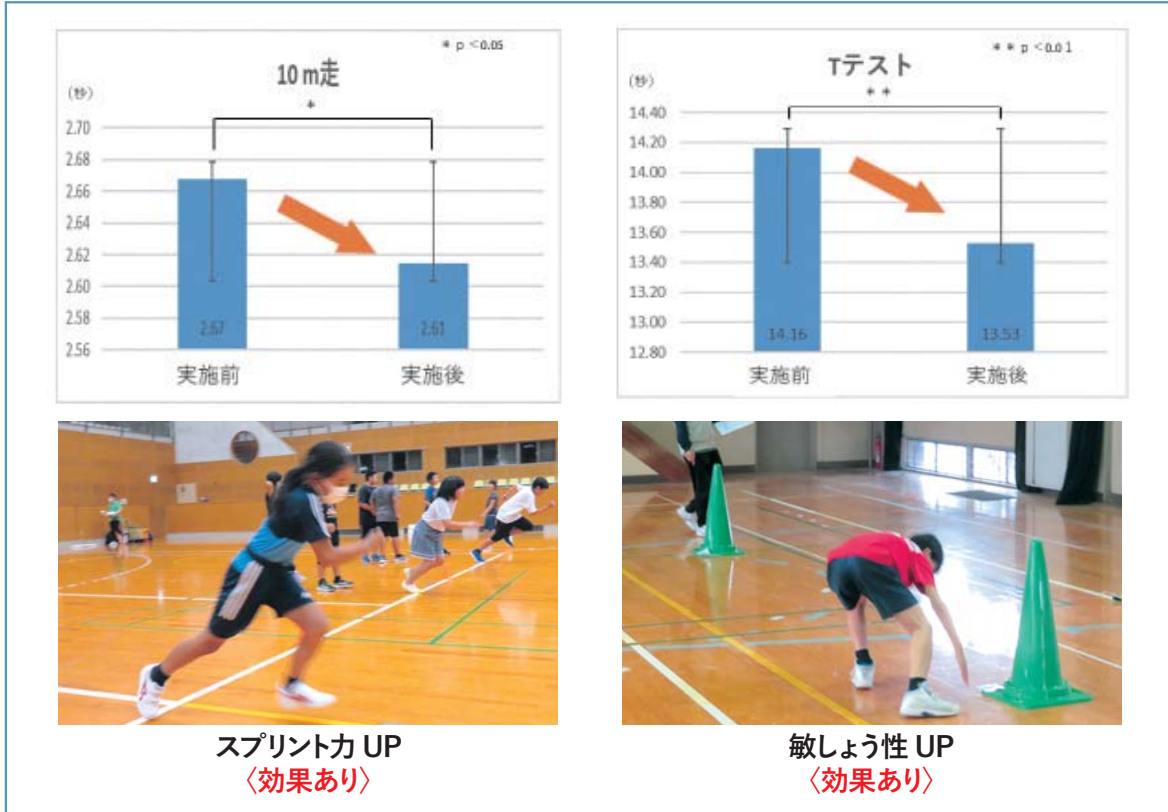 * p <0.05
10 m走
(秒)
*
2.70
2.68
2.66
2.64
2.62
2.60
2.58
2.56
2.67
2.61
実施前
実施後
** p <0.01
Tテスト
(秒)
**
14.40
14.20
14.00
13.80
13.60
13.40
13.20
13.00
12.80
14.16
13.53
実施前
実施後
スプリント力 UP
〈効果あり〉
敏しょう性 UP
〈効果あり〉